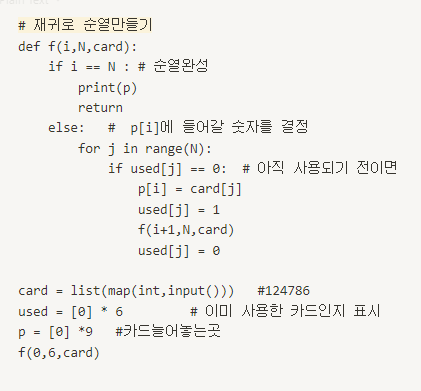 # 재귀로 순열만들기
def f(i,N,card):
    if i == N : # 순열완성
        print(p)
        return
    else:   #  p[i]에 들어갈 숫자를 결정
        for j in range(N):
            if used[j] == 0:  # 아직 사용되기 전이면
                p[i] = card[j]
                used[j] = 1
                f(i+1,N,card)
                used[j] = 0
card = list(map(int,input()))   #124786
used = [0] * 6         # 이미 사용한 카드인지 표시
p = [0] *9   #카드늘어놓는곳
f(0,6,card)